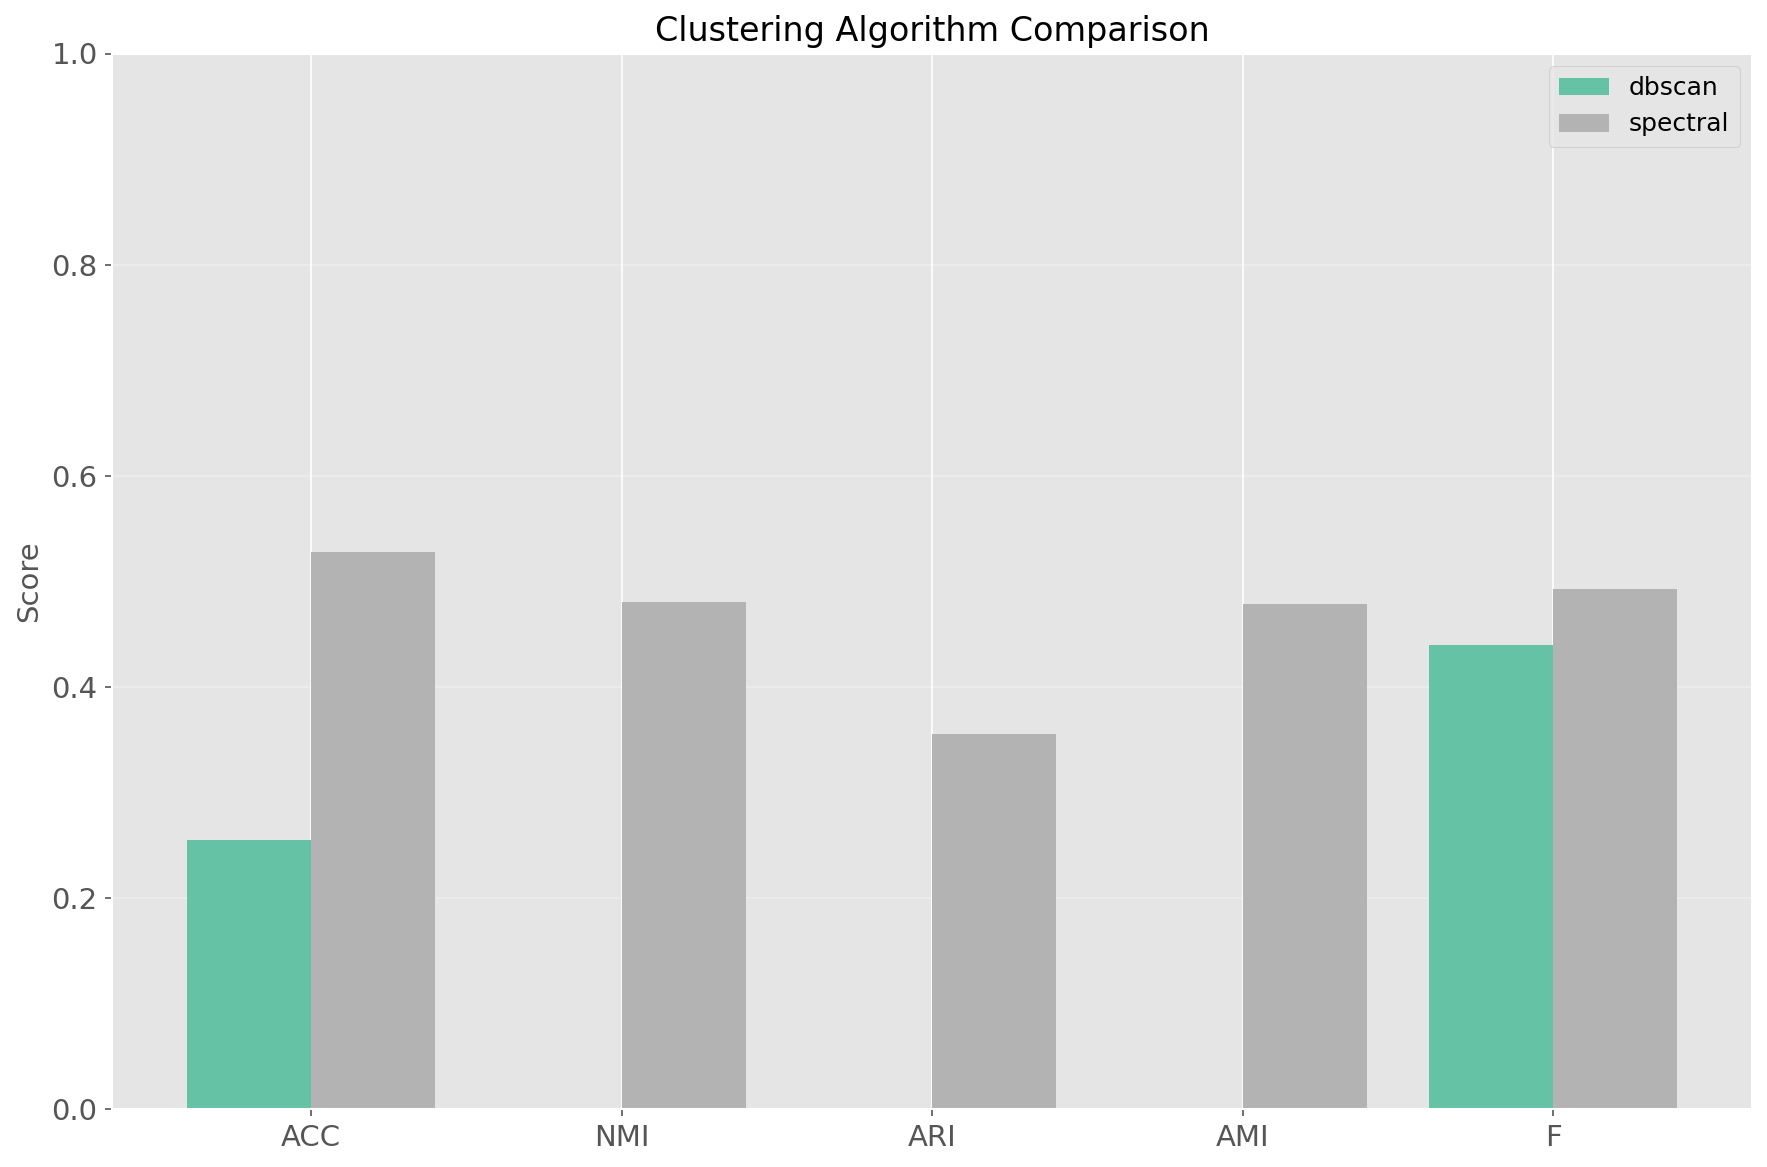 Clustering Algorithm Comparison
1.0
0.8
0.6
0.4
0.2
0.0
Score
dbscan
spectral
ACC
NMI
ARI
AMI
F